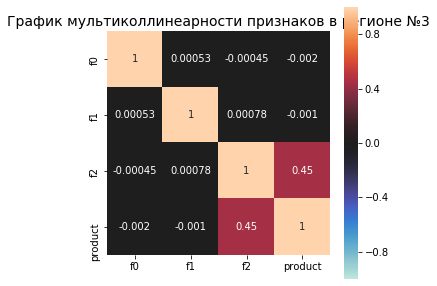 График мультиколлинеарности признаков в регионе №3
f0 1 0.00053 -0.00045 -0.002
f1 0.00053 1 0.00078 -0.001
f2 -0.00045 0.00078 1 0.45
product -0.002 -0.001 0.45 1
f0 f1 f2 product
0.8
0.4
0.0
−0.4
−0.8